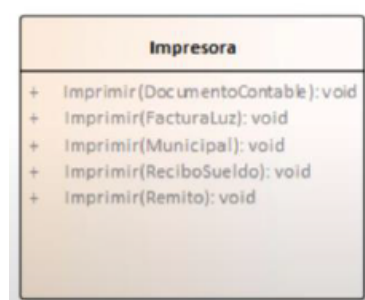 Impresora
+ Imprimir(DocumentoContable): void
+ Imprimir(FacturaLuz): void
+ Imprimir(Municipal): void
+ Imprimir(ReciboSueldo): void
+ Imprimir(Remito): void